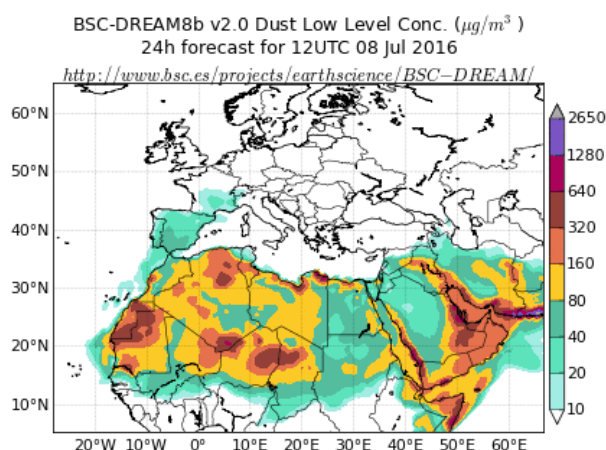 BSC-DREAM8b v2.0 Dust Low Level Conc. (μg/m³ )
24h forecast for 12UTC 08 Jul 2016
http://www.bsc.es/projects/earthscience/BSC−DREAM/
60°N
50°N
40°N
30°N
20°N
10°N
20°W 10°W 0° 10°E 20°E 30°E 40°E 50°E 60°E
2650
1280
640
320
160
80
40
20
10